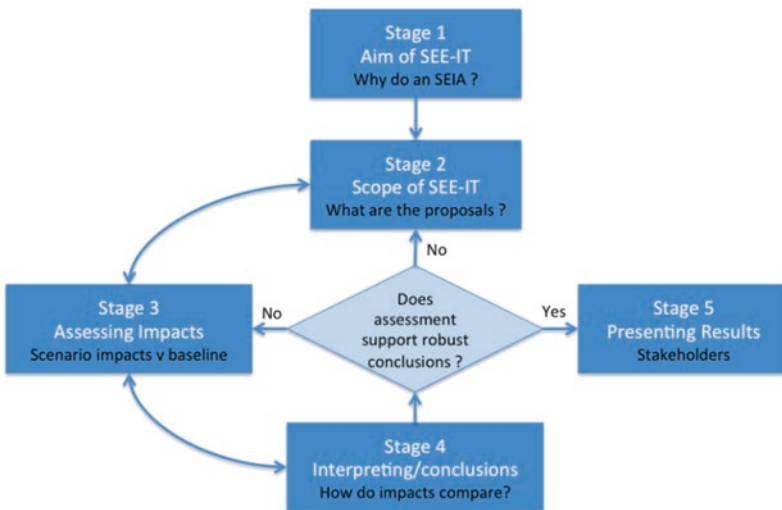 Stage 1
Aim of SEE-IT
Why do an SEIA ?
Stage 2
Scope of SEE-IT
What are the proposals ?
No
Stage 3
Assessing Impacts
Scenario impacts v baseline
No
Does
assessment
support robust
conclusions ?
Yes
Stage 5
Presenting Results
Stakeholders
Stage 4
Interpreting/conclusions
How do impacts compare?